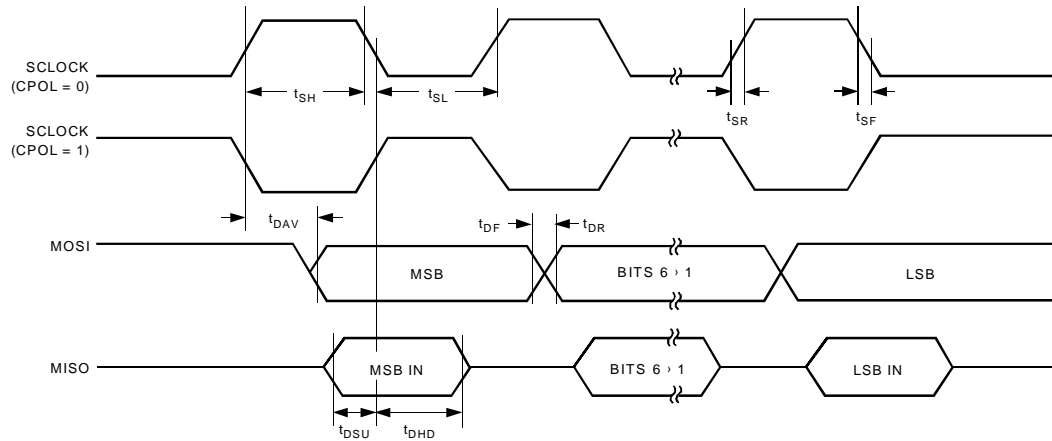 SCLOCK
(CPOL = 0)
tSH
tSL
tSR
tSF
SCLOCK
(CPOL = 1)
tDAV
tDF
tDR
MOSI
MSB
BITS 6 › 1
LSB
MISO
MSB IN
BITS 6 › 1
LSB IN
tDSU
tDHD